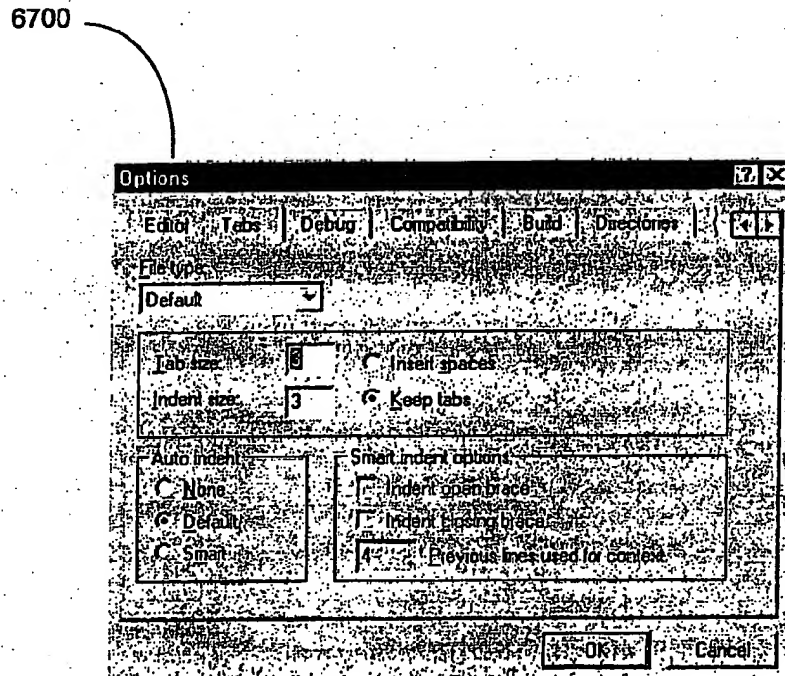 6700
Options
Editor Tabs Debug Compatibility Build Directories
File type:
Default
Tab size: 3 Insert spaces
Indent size: 3 Keep tabs
Auto indent Smart indent options
None Indent open brace
Default Indent closing brace
Smart 4 Previous lines used for context
OK Cancel